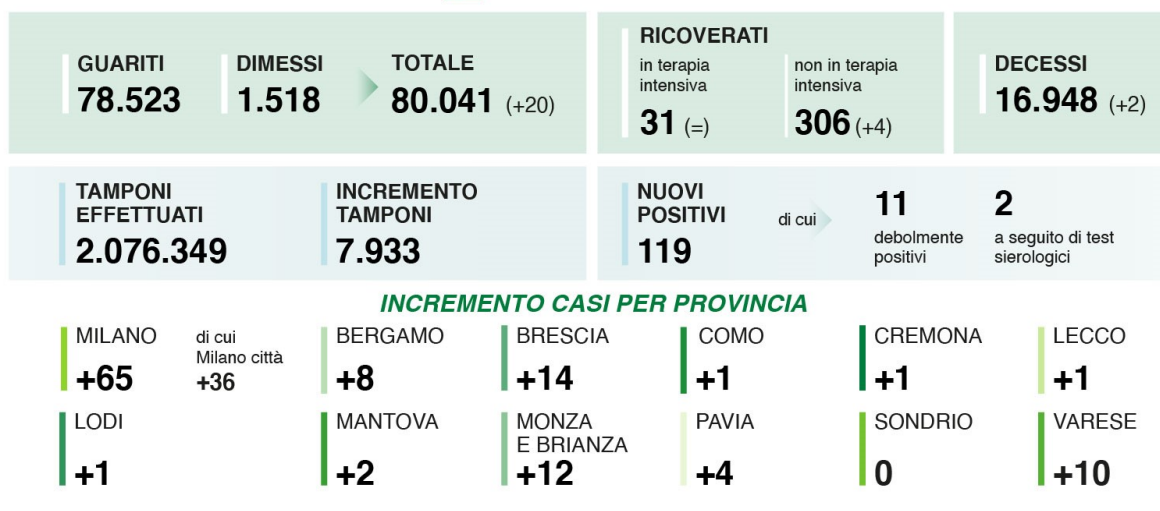 GUARITI
78.523
DIMESSI
1.518
TOTALE
80.041 (+20)
RICOVERATI
in terapia
intensiva
31 (=)
non in terapia
intensiva
306 (+4)
DECESSI
16.948 (+2)
TAMPONI
EFFETTUATI
2.076.349
INCREMENTO
TAMPONI
7.933
NUOVI
POSITIVI
119
di cui
11
debolmente
positivi
2
a seguito di test
sierologici
INCREMENTO CASI PER PROVINCIA
MILANO
+65
di cui
Milano città
+36
BERGAMO
+8
BRESCIA
+14
COMO
+1
CREMONA
+1
LECCO
+1
LODI
+1
MANTOVA
+2
MONZA
E BRIANZA
+12
PAVIA
+4
SONDRIO
0
VARESE
+10